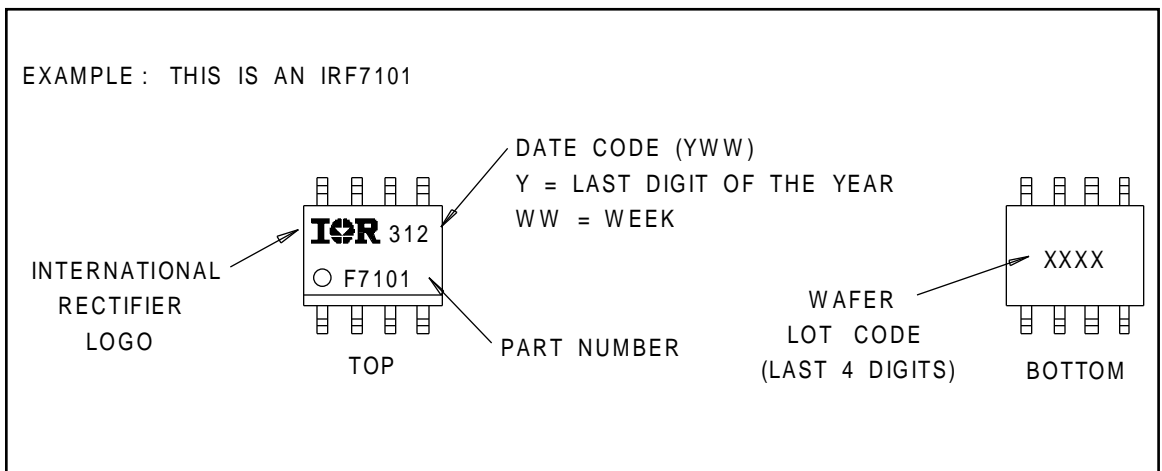 EXAMPLE : THIS IS AN IRF7101
DATE CODE (YWW)
Y = LAST DIGIT OF THE YEAR
WW = WEEK
IOR 312
F7101
INTERNATIONAL
RECTIFIER
LOGO
PART NUMBER
TOP
XXXX
WAFER
LOT CODE
(LAST 4 DIGITS)
BOTTOM